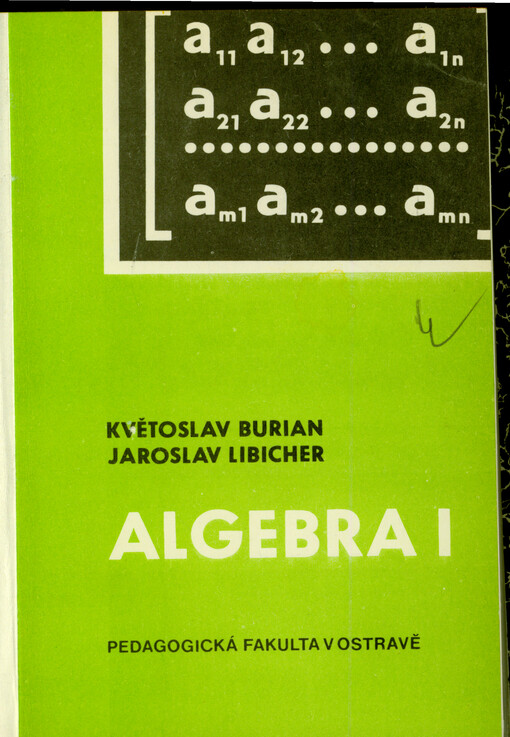 a11 a12 ... a1n
a21 a22 ... a2n
................
am1 am2 ... amn
KVĚTOSLAV BURIAN
JAROSLAV LIBICHER
ALGEBRA I
PEDAGOGICKÁ FAKULTA V OSTRAVĚ